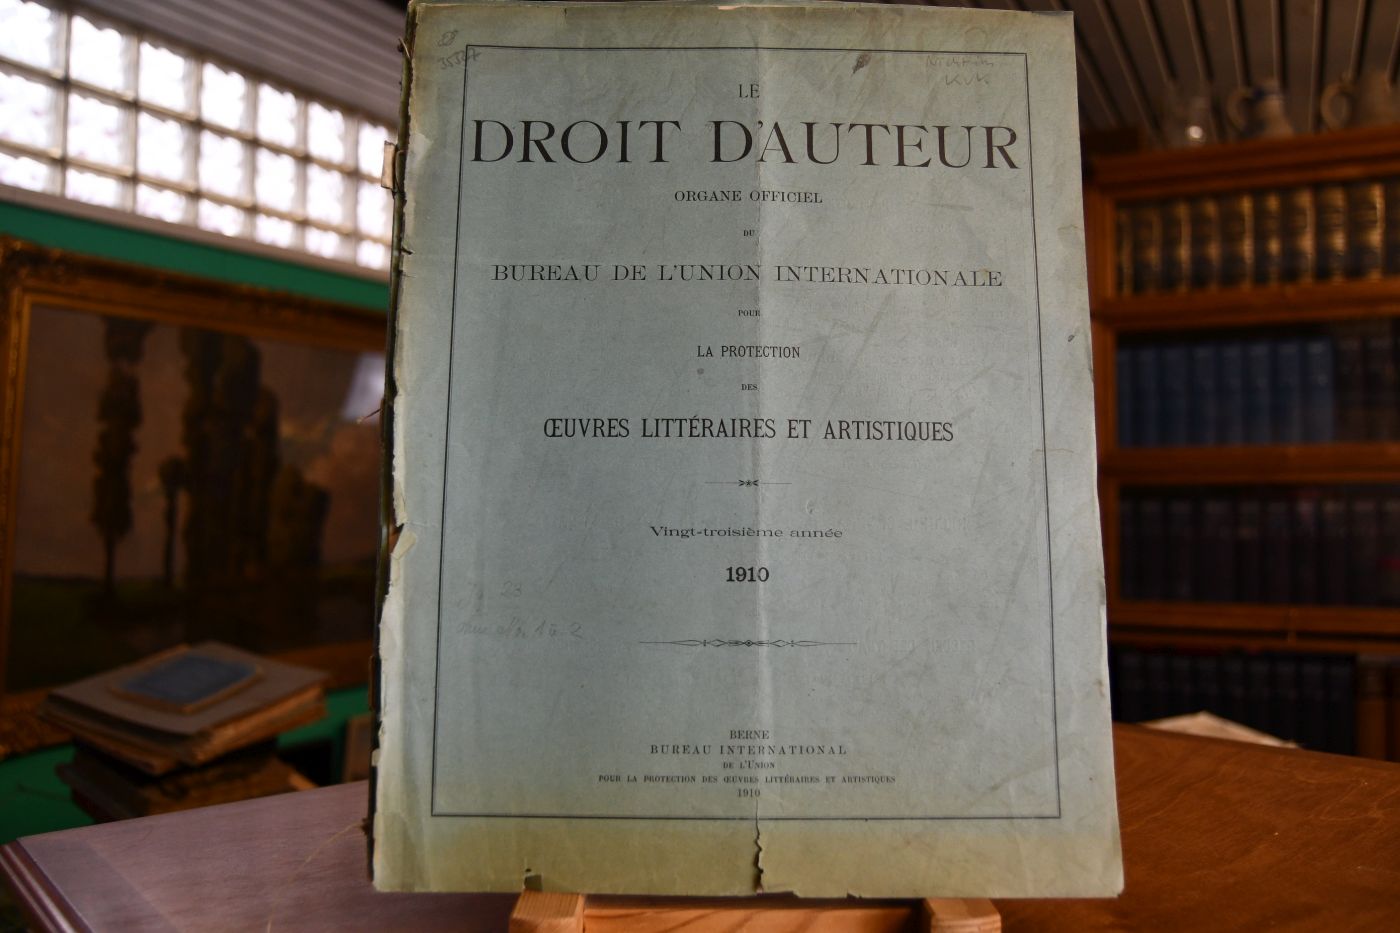 LE
DROIT D'AUTEUR
ORGANE OFFICIEL
DU
BUREAU DE L'UNION INTERNATIONALE
POUR
LA PROTECTION
DES
ŒUVRES LITTÉRAIRES ET ARTISTIQUES
Vingt-troisième année
1910
23
BERNE
BUREAU INTERNATIONAL
DE L'UNION
POUR LA PROTECTION DES ŒUVRES LITTÉRAIRES ET ARTISTIQUES
1910